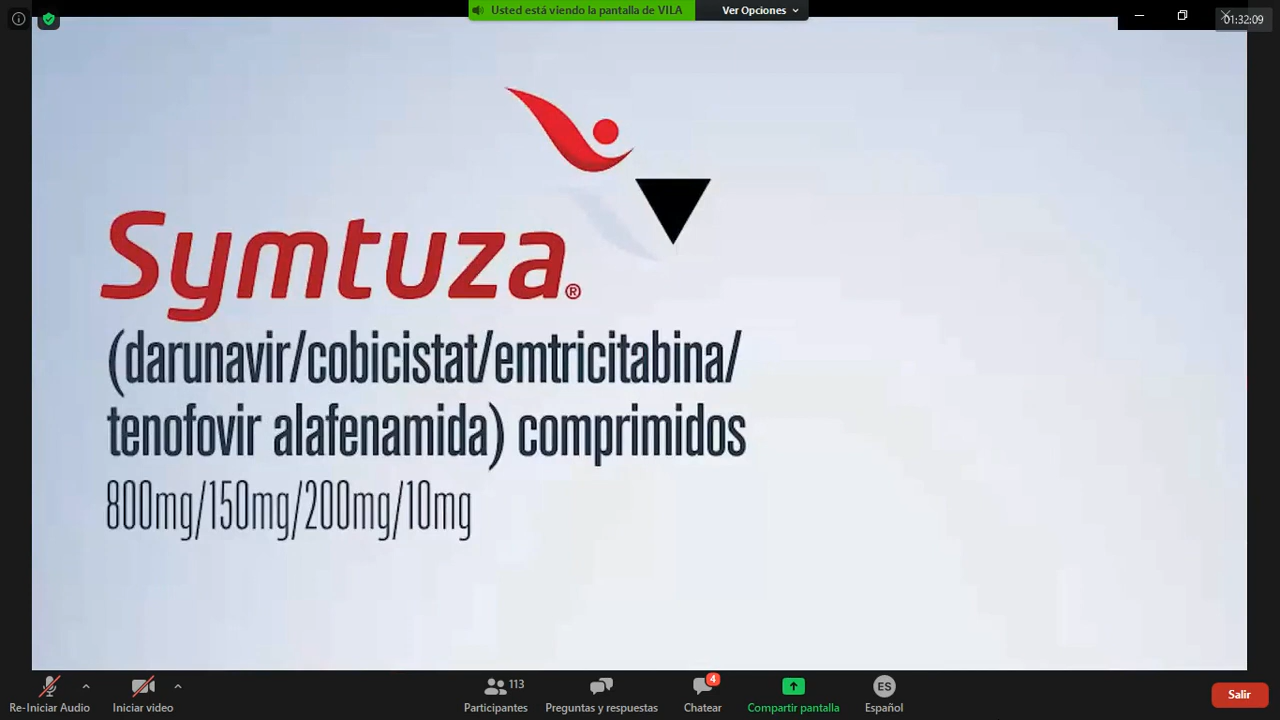 Usted está viendo la pantalla de VILA
Ver Opciones
01:32:09
Symtuza®
(darunavir/cobicistat/emtricitabina/
tenofovir alafenamida) comprimidos
800mg/150mg/200mg/10mg
Re-Iniciar Audio
Iniciar video
113
Participantes
Preguntas y respuestas
4
Chatear
Compartir pantalla
ES
Español
Salir